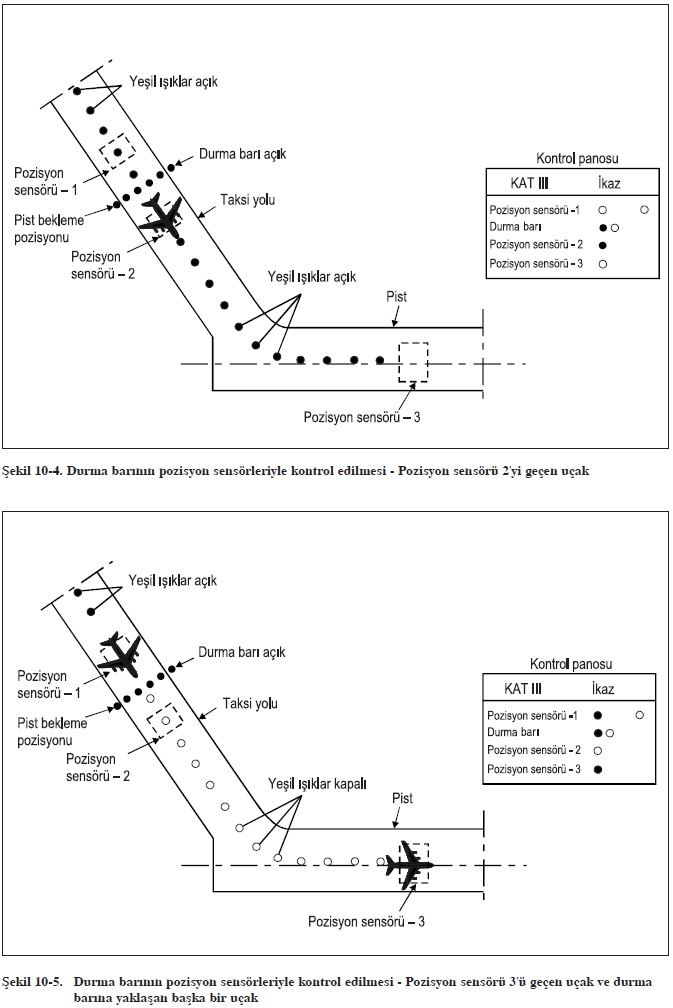 Yeşil ışıklar açık
Durma barı açık
Pozisyon
sensörü – 1
Taksi yolu
Pist bekleme
pozisyonu
Pozisyon
sensörü – 2
Yeşil ışıklar açık
Pist
Pozisyon sensörü – 3
Kontrol panosu
KAT III İkaz
Pozisyon sensörü -1
Durma barı
Pozisyon sensörü - 2
Pozisyon sensörü - 3
Şekil 10-4. Durma barının pozisyon sensörleriyle kontrol edilmesi - Pozisyon sensörü 2'yi geçen uçak
Yeşil ışıklar açık
Durma barı açık
Pozisyon
sensörü – 1
Taksi yolu
Pist bekleme
pozisyonu
Pozisyon
sensörü – 2
Yeşil ışıklar kapalı
Pist
Pozisyon sensörü – 3
Kontrol panosu
KAT III İkaz
Pozisyon sensörü -1
Durma barı
Pozisyon sensörü - 2
Pozisyon sensörü - 3
Şekil 10-5. Durma barının pozisyon sensörleriyle kontrol edilmesi - Pozisyon sensörü 3'ü geçen uçak ve durma
barına yaklaşan başka bir uçak